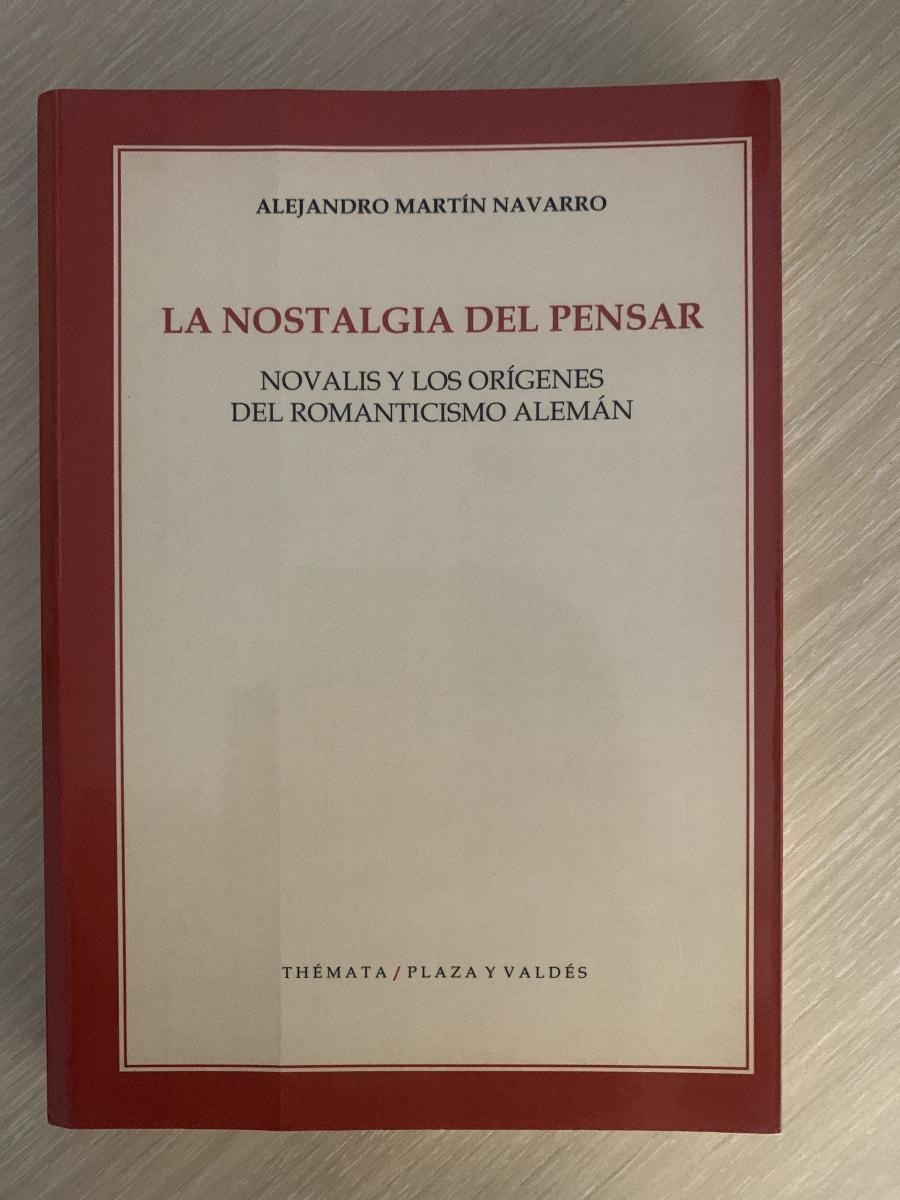 ALEJANDRO MARTÍN NAVARRO
LA NOSTALGIA DEL PENSAR
NOVALIS Y LOS ORÍGENES
DEL ROMANTICISMO ALEMÁN
THÉMATA / PLAZA Y VALDÉS